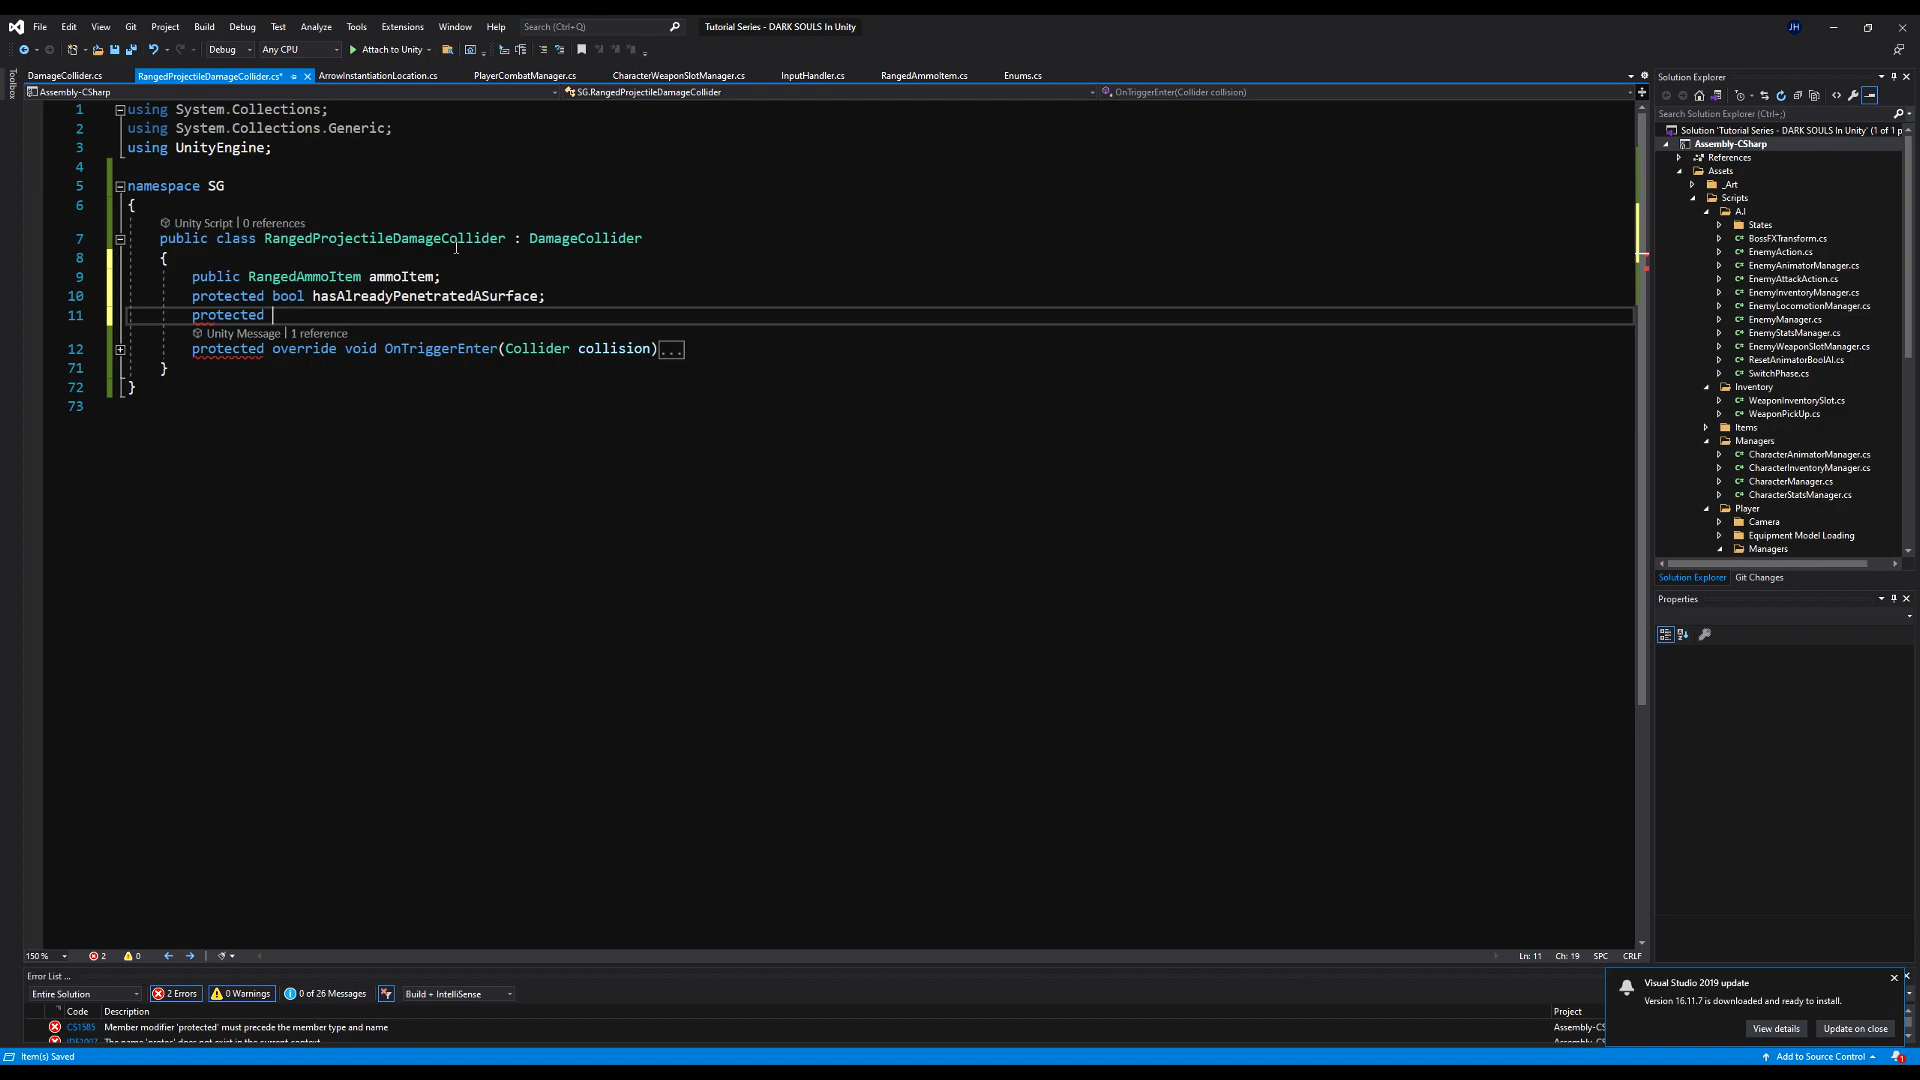 File Edit View Git Project Build Debug Test Analyze Tools Extensions Window Help Search (Ctrl+Q) Tutorial Series - DARK SOULS In Unity JH
Debug Any CPU Attach to Unity
Toolbox
DamageCollider.cs RangedProjectileDamageCollider.cs* ArrowInstantiationLocation.cs PlayerCombatManager.cs CharacterWeaponSlotManager.cs InputHandler.cs RangedAmmoItem.cs Enums.cs
Assembly-CSharp SG.RangedProjectileDamageCollider OnTriggerEnter(Collider collision)
1 using System.Collections;
2 using System.Collections.Generic;
3 using UnityEngine;
4
5 namespace SG
6 {
Unity Script | 0 references
7 public class RangedProjectileDamageCollider : DamageCollider
8 {
9 public RangedAmmoItem ammoItem;
10 protected bool hasAlreadyPenetratedASurface;
11 protected
Unity Message | 1 reference
12 protected override void OnTriggerEnter(Collider collision)...
71 }
72 }
73
150 % 2 0 Ln: 11 Ch: 19 SPC CRLF
Error List ...
Entire Solution 2 Errors 0 Warnings 0 of 26 Messages Build + IntelliSense
Code Description Project
CS1585 Member modifier 'protected' must precede the member type and name Assembly-CS
Item(s) Saved
Solution Explorer
Search Solution Explorer (Ctrl+;)
Solution 'Tutorial Series - DARK SOULS In Unity' (1 of 1 p
Assembly-CSharp
References
Assets
_Art
Scripts
A.I
States
BossFXTransform.cs
EnemyAction.cs
EnemyAnimatorManager.cs
EnemyAttackAction.cs
EnemyInventoryManager.cs
EnemyLocomotionManager.cs
EnemyManager.cs
EnemyStatsManager.cs
EnemyWeaponSlotManager.cs
ResetAnimatorBoolAI.cs
SwitchPhase.cs
Inventory
WeaponInventorySlot.cs
WeaponPickUp.cs
Items
Managers
CharacterAnimatorManager.cs
CharacterInventoryManager.cs
CharacterManager.cs
CharacterStatsManager.cs
Player
Camera
Equipment Model Loading
Managers
Solution Explorer Git Changes
Properties
Visual Studio 2019 update
Version 16.11.7 is downloaded and ready to install.
View details Update on close
Add to Source Control 1